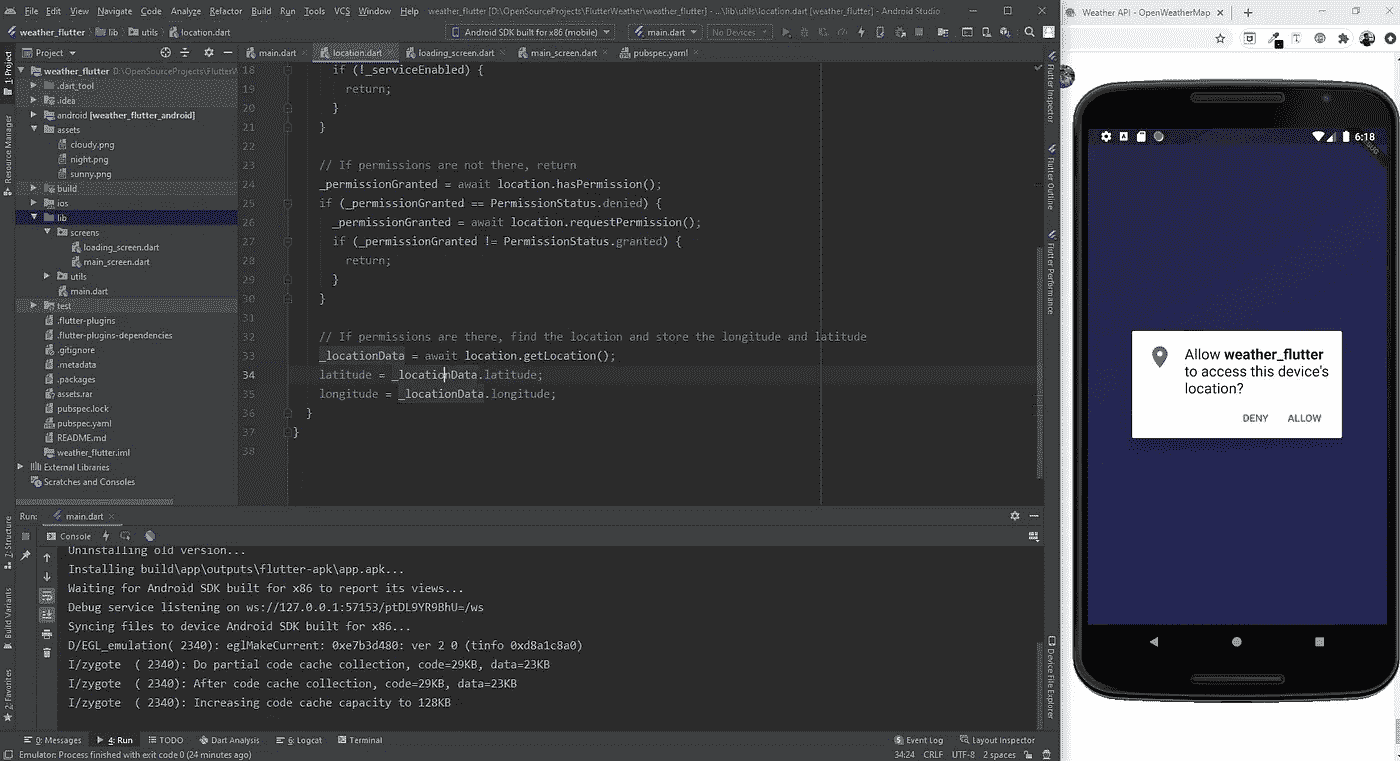 File Edit View Navigate Code Analyze Refactor Build Run Tools VCS Window Help weather_flutter [D:\OpenSourceProjects\FlutterWeather\weather_flutter] - ...\lib\utils\location.dart [weather_flutter] - Android Studio
weather_flutter lib utils location.dart
Android SDK built for x86 (mobile) main.dart No Devices
Project
main.dart location.dart loading_screen.dart main_screen.dart pubspec.yaml
1: Project
Resource Manager
weather_flutter D:\OpenSourceProjects\FlutterW
.dart_tool
.idea
android [weather_flutter_android]
assets
cloudy.png
night.png
sunny.png
build
ios
lib
screens
loading_screen.dart
main_screen.dart
utils
main.dart
test
.flutter-plugins
.flutter-plugins-dependencies
.gitignore
.metadata
.packages
assets.rar
pubspec.lock
pubspec.yaml
README.md
weather_flutter.iml
External Libraries
Scratches and Consoles
18 if (!_serviceEnabled) {
19 return;
20 }
21 }
22
23 // If permissions are not there, return
24 _permissionGranted = await location.hasPermission();
25 if (_permissionGranted == PermissionStatus.denied) {
26 _permissionGranted = await location.requestPermission();
27 if (_permissionGranted != PermissionStatus.granted) {
28 return;
29 }
30 }
31
32 // If permissions are there, find the location and store the longitude and latitude
33 _locationData = await location.getLocation();
34 latitude = _locationData.latitude;
35 longitude = _locationData.longitude;
36 }
37 }
38
Flutter Inspector
Flutter Outline
Flutter Performance
Device File Explorer
Run: main.dart
Console
Uninstalling old version...
Installing build\app\outputs\flutter-apk\app.apk...
Waiting for Android SDK built for x86 to report its views...
Debug service listening on ws://127.0.0.1:57153/ptDL9YR9BhU=/ws
Syncing files to device Android SDK built for x86...
D/EGL_emulation( 2340): eglMakeCurrent: 0xe7b3d480: ver 2 0 (tinfo 0xd8a1c8a0)
I/zygote ( 2340): Do partial code cache collection, code=29KB, data=23KB
I/zygote ( 2340): After code cache collection, code=29KB, data=23KB
I/zygote ( 2340): Increasing code cache capacity to 128KB
7: Structure
Build Variants
2: Favorites
0: Messages 4: Run TODO Dart Analysis 6: Logcat Terminal Event Log Layout Inspector
Emulator: Process finished with exit code 0 (24 minutes ago) 34:24 CRLF UTF-8 2 spaces
Weather API - OpenWeatherMap
6:18
Allow weather_flutter
to access this device's
location?
DENY ALLOW